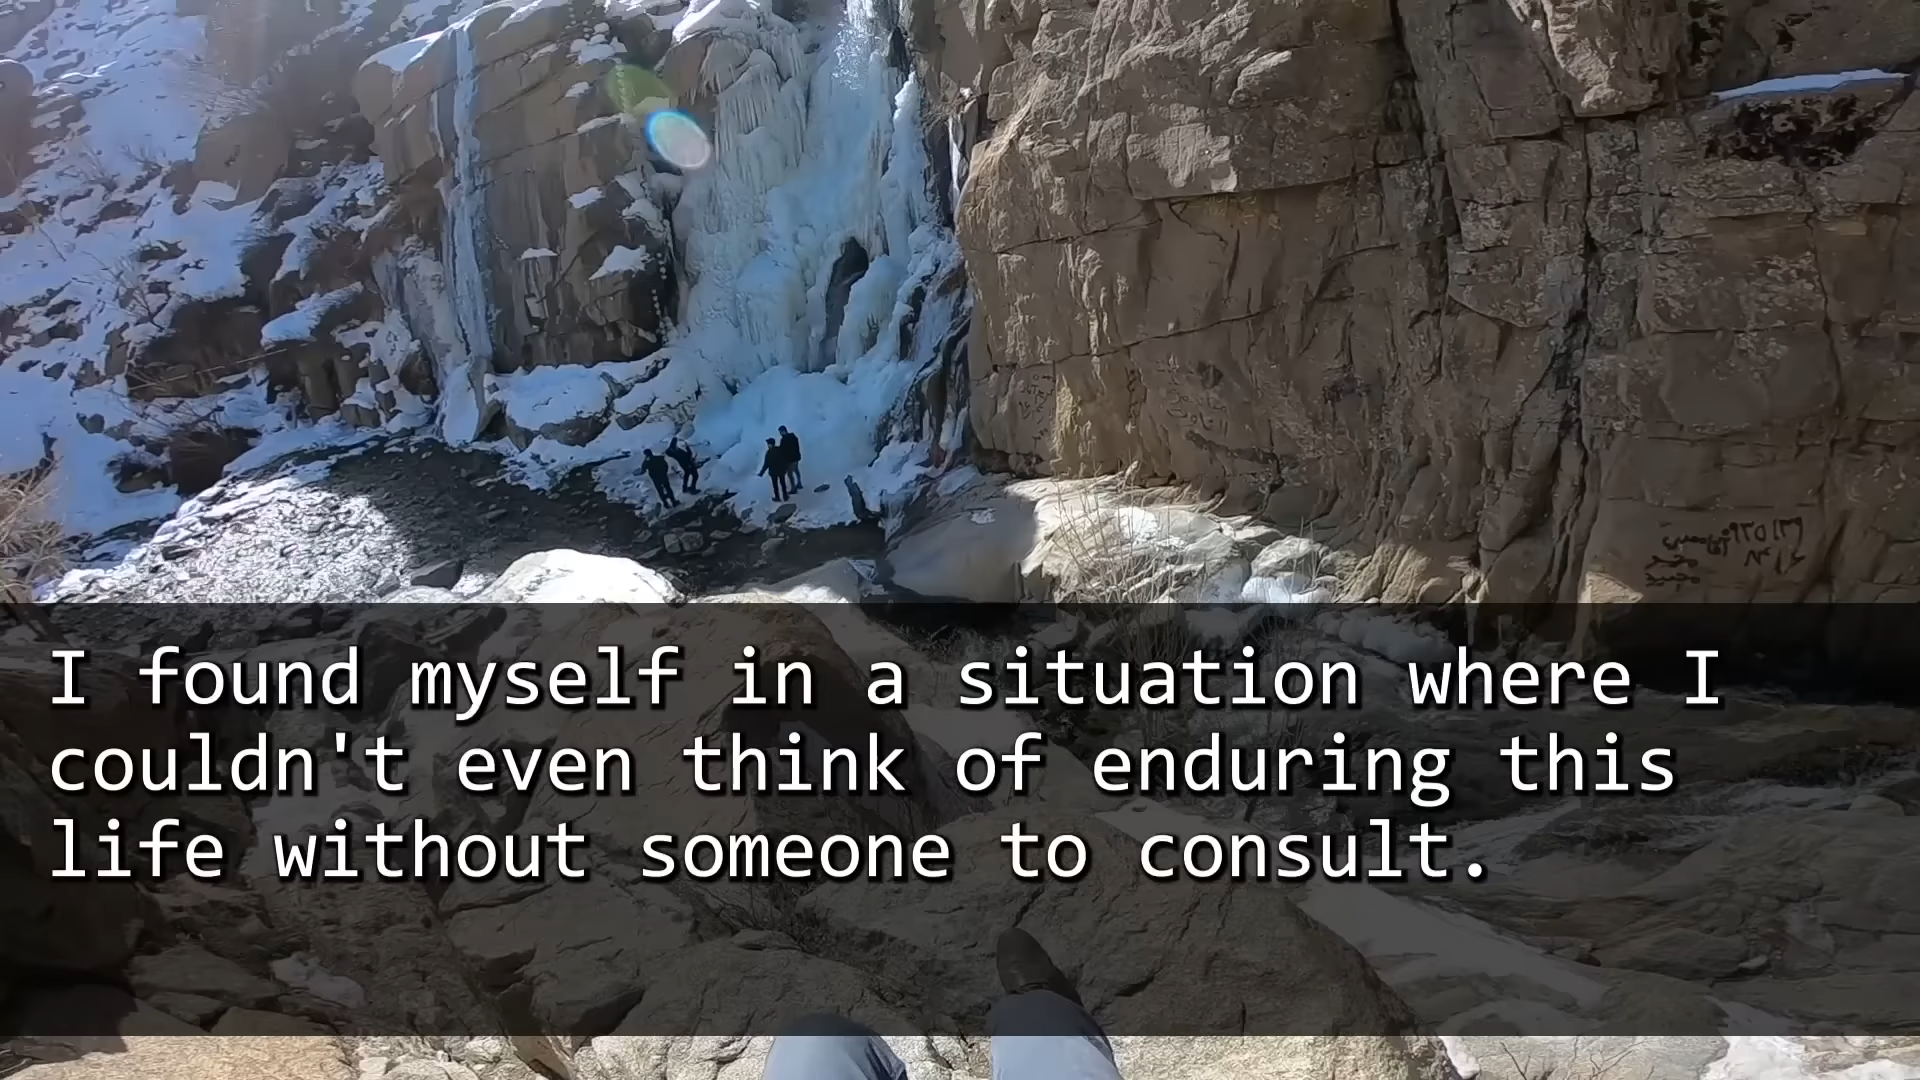 I found myself in a situation where I
couldn't even think of enduring this
life without someone to consult.